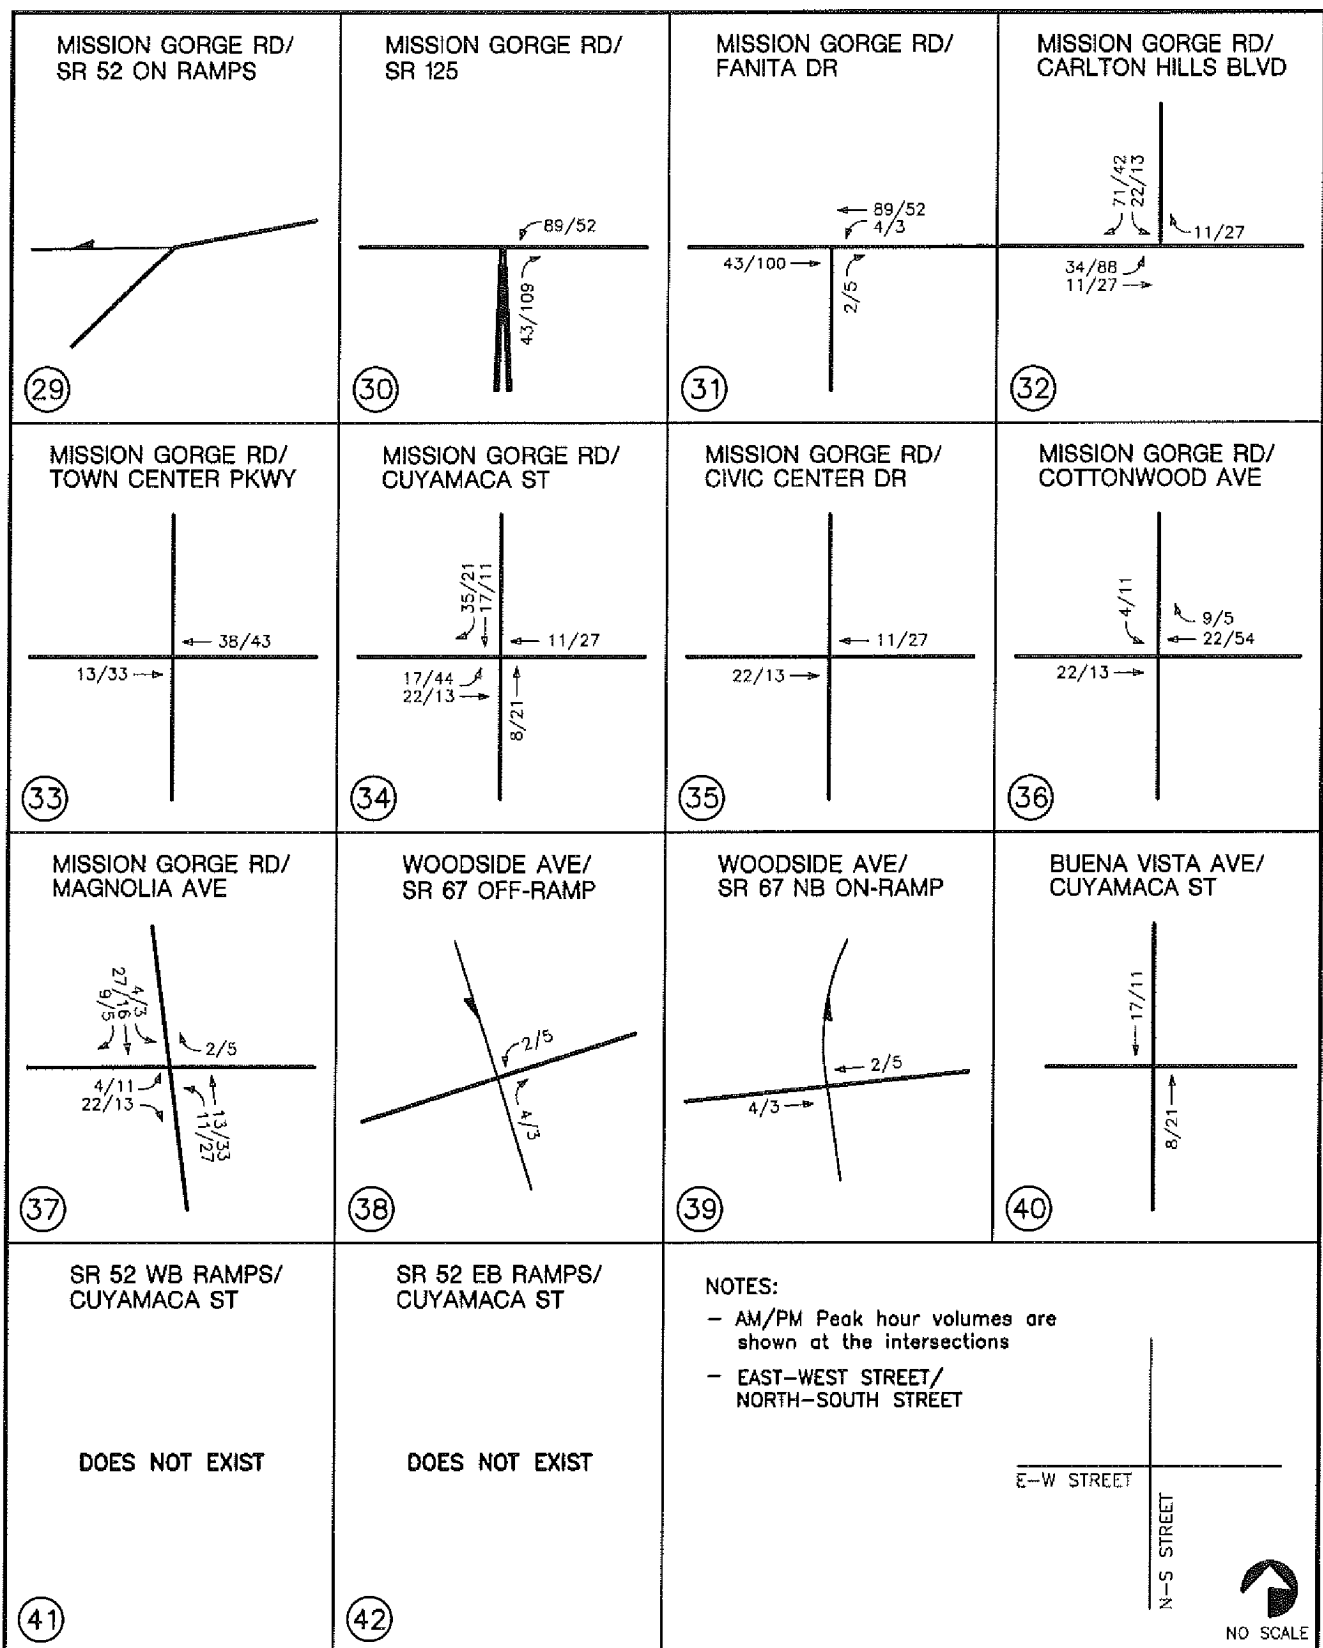 MISSION GORGE RD/
SR 52 ON RAMPS
29
MISSION GORGE RD/
SR 125
89/52
43/109
30
MISSION GORGE RD/
FANITA DR
89/52
4/3
43/100
2/5
31
MISSION GORGE RD/
CARLTON HILLS BLVD
71/42
22/13
11/27
34/88
11/27
32
MISSION GORGE RD/
TOWN CENTER PKWY
38/43
13/33
33
MISSION GORGE RD/
CUYAMACA ST
35/21
17/11
11/27
17/44
22/13
8/21
34
MISSION GORGE RD/
CIVIC CENTER DR
11/27
22/13
35
MISSION GORGE RD/
COTTONWOOD AVE
4/11
9/5
22/54
22/13
36
MISSION GORGE RD/
MAGNOLIA AVE
4/3
27/16
9/5
2/5
4/11
22/13
13/33
11/27
37
WOODSIDE AVE/
SR 67 OFF-RAMP
2/5
4/3
38
WOODSIDE AVE/
SR 67 NB ON-RAMP
2/5
4/3
39
BUENA VISTA AVE/
CUYAMACA ST
17/11
8/21
40
SR 52 WB RAMPS/
CUYAMACA ST
DOES NOT EXIST
41
SR 52 EB RAMPS/
CUYAMACA ST
DOES NOT EXIST
42
NOTES:
- AM/PM Peak hour volumes are
shown at the intersections
- EAST-WEST STREET/
NORTH-SOUTH STREET
E-W STREET
N-S STREET
NO SCALE